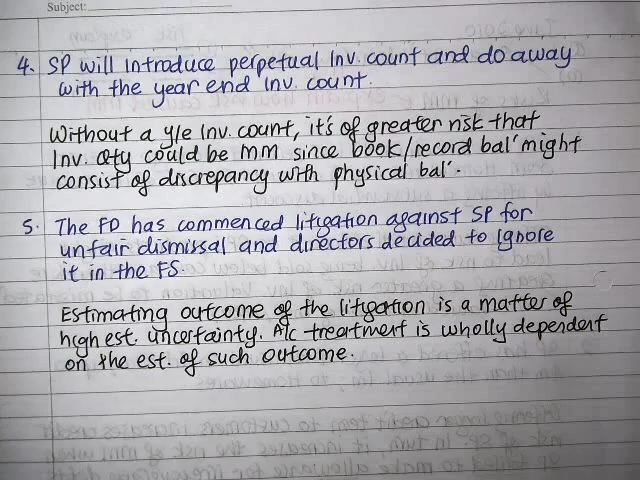 Subject:
4. SP will introduce perpetual Inv. count and do away
with the year end Inv. count.
Without a y/e Inv. count, it's of greater risk that
Inv. Qty could be MM since book/record bal' might
consist of discrepancy with physical bal'.
5. The FD has commenced litigation against SP for
unfair dismissal and directors decided to ignore
it in the FS.
Estimating outcome of the litgation is a matter of
high est. uncertainty. A/c treatment is wholly dependent
on the est. of such outcome.